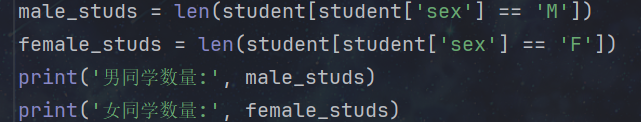 male_studs = len(student[student['sex'] == 'M'])
female_studs = len(student[student['sex'] == 'F'])
print('男同学数量:', male_studs)
print('女同学数量:', female_studs)